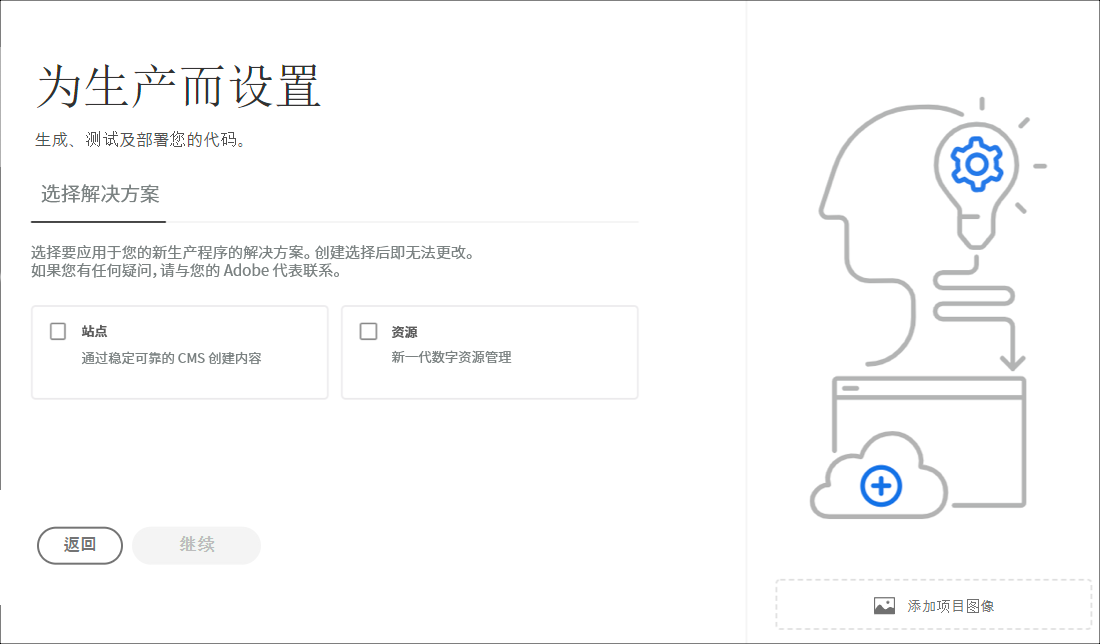 为生产而设置
生成、测试及部署您的代码。
选择解决方案
选择要应用于您的新生产程序的解决方案。创建选择后即无法更改。
如果您有任何疑问,请与您的 Adobe 代表联系。
站点
通过稳定可靠的 CMS 创建内容
资源
新一代数字资源管理
返回
继续
添加项目图像